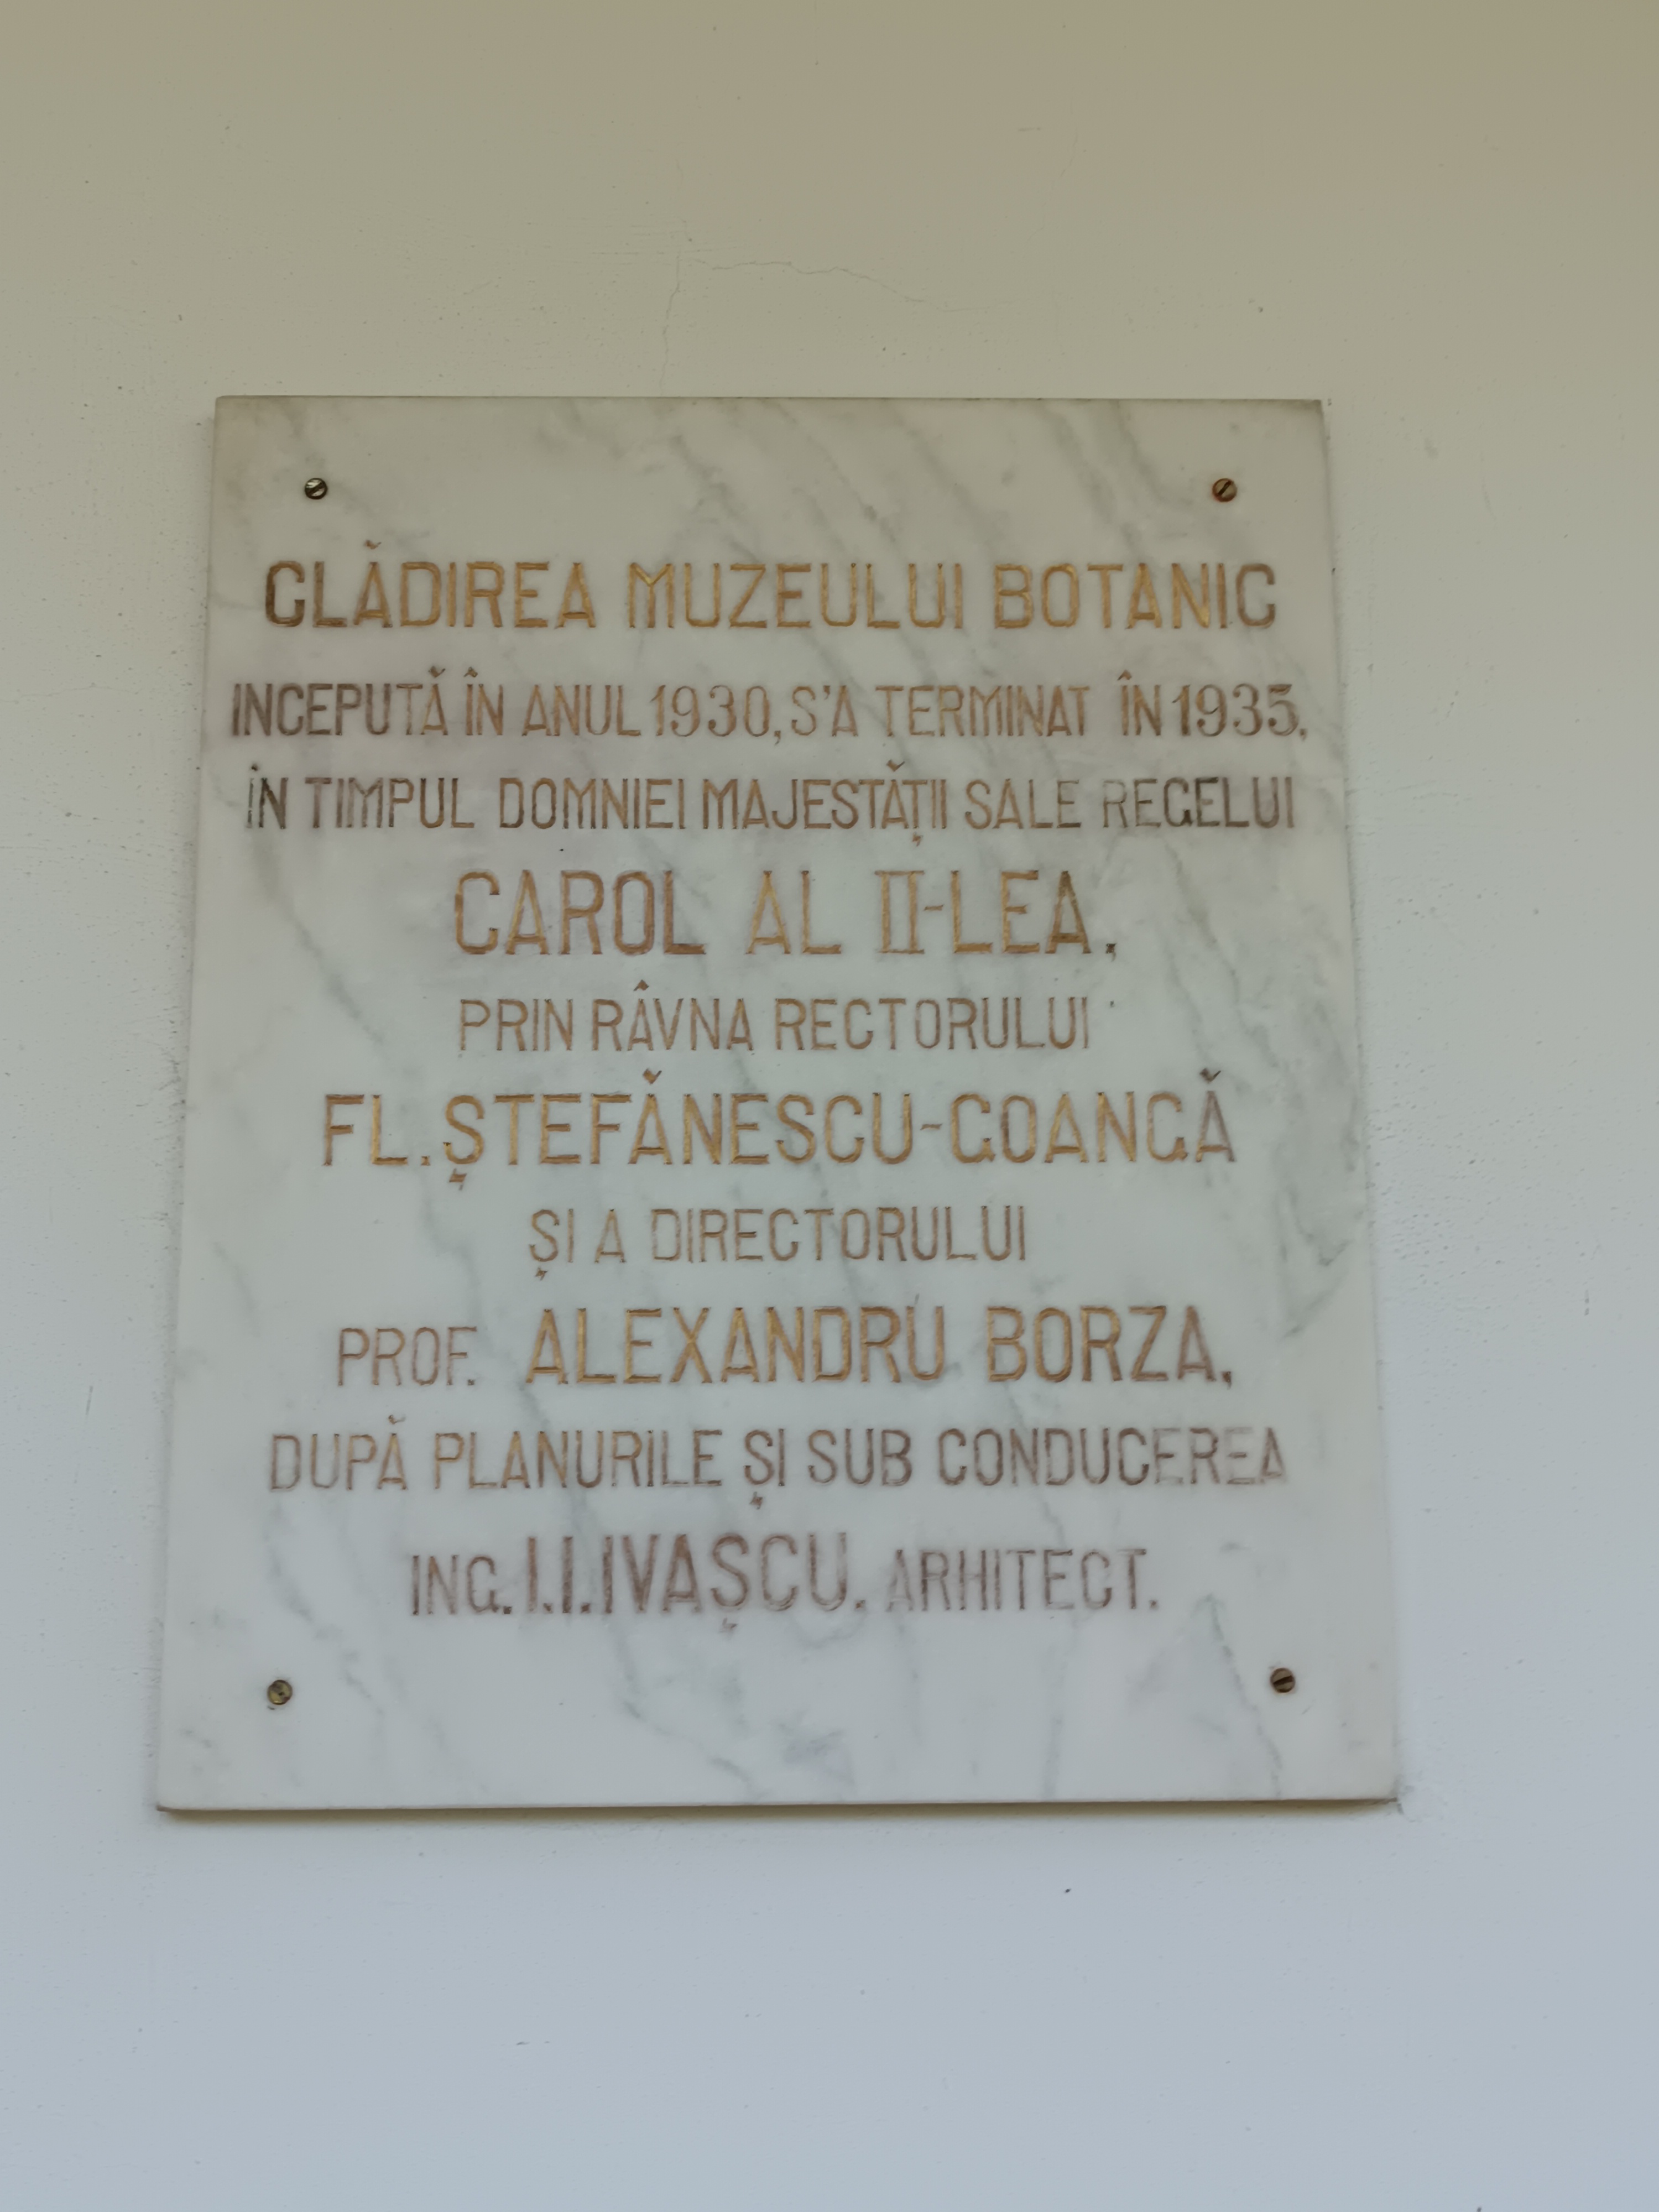 CLĂDIREA MUZEULUI BOTANIC
INCEPUTĂ ÎN ANUL 1930, S'A TERMINAT ÎN 1935,
ÎN TIMPUL DOMNIEI MAJESTĂȚII SALE REGELUI
CAROL AL II-LEA,
PRIN RÂVNA RECTORULUI
FL. ȘTEFĂNESCU-GOANGĂ
ȘI A DIRECTORULUI
PROF. ALEXANDRU BORZA,
DUPĂ PLANURILE ȘI SUB CONDUCEREA
ING. I.I. IVAȘCU. ARHITECT.